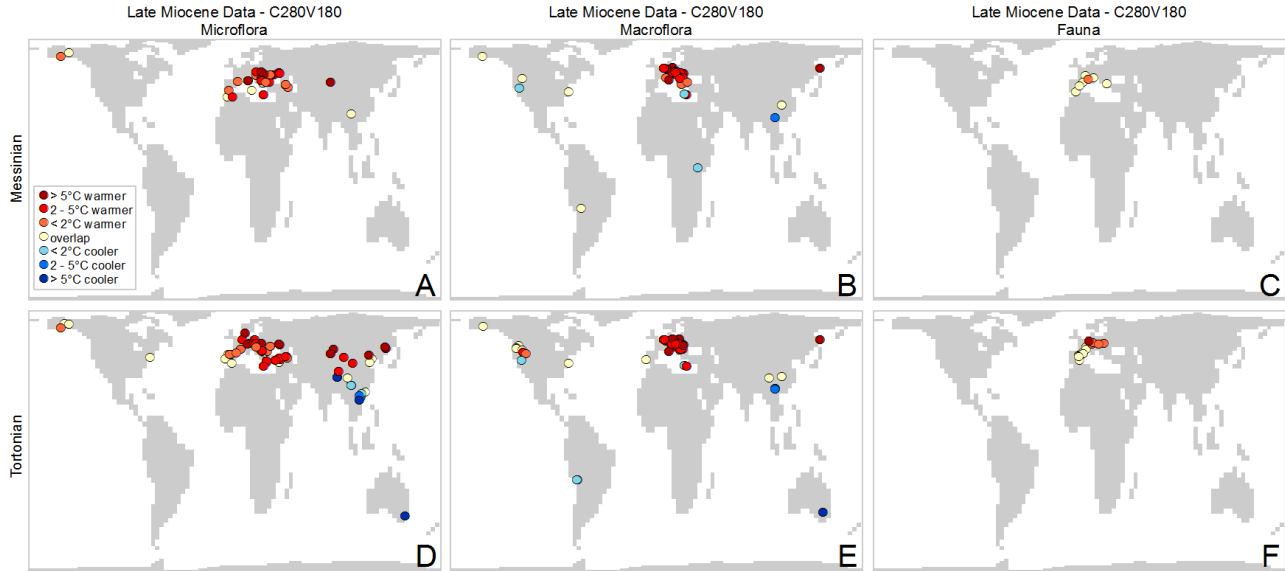 Late Miocene Data - C280V180
Microflora
Late Miocene Data - C280V180
Macroflora
Late Miocene Data - C280V180
Fauna
Messinian
> 5°C warmer
2 - 5°C warmer
< 2°C warmer
overlap
< 2°C cooler
2 - 5°C cooler
> 5°C cooler
A
B
C
Tortonian
D
E
F